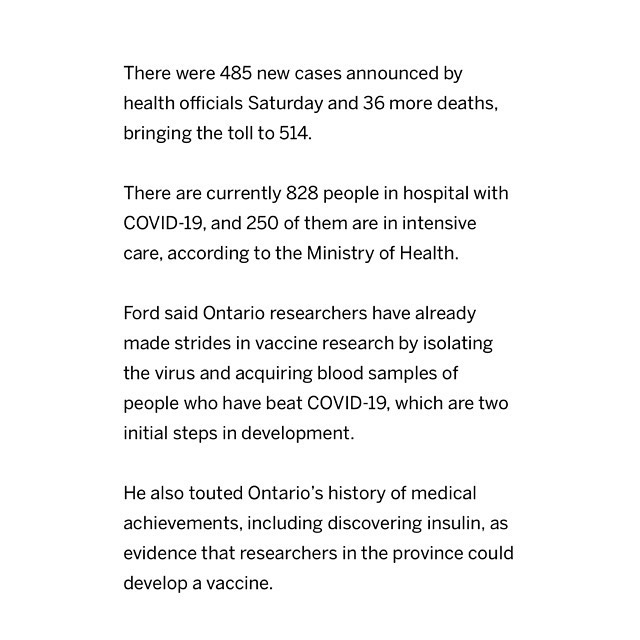 There were 485 new cases announced by
health officials Saturday and 36 more deaths,
bringing the toll to 514.
There are currently 828 people in hospital with
COVID-19, and 250 of them are in intensive
care, according to the Ministry of Health.
Ford said Ontario researchers have already
made strides in vaccine research by isolating
the virus and acquiring blood samples of
people who have beat COVID-19, which are two
initial steps in development.
He also touted Ontario’s history of medical
achievements, including discovering insulin, as
evidence that researchers in the province could
develop a vaccine.